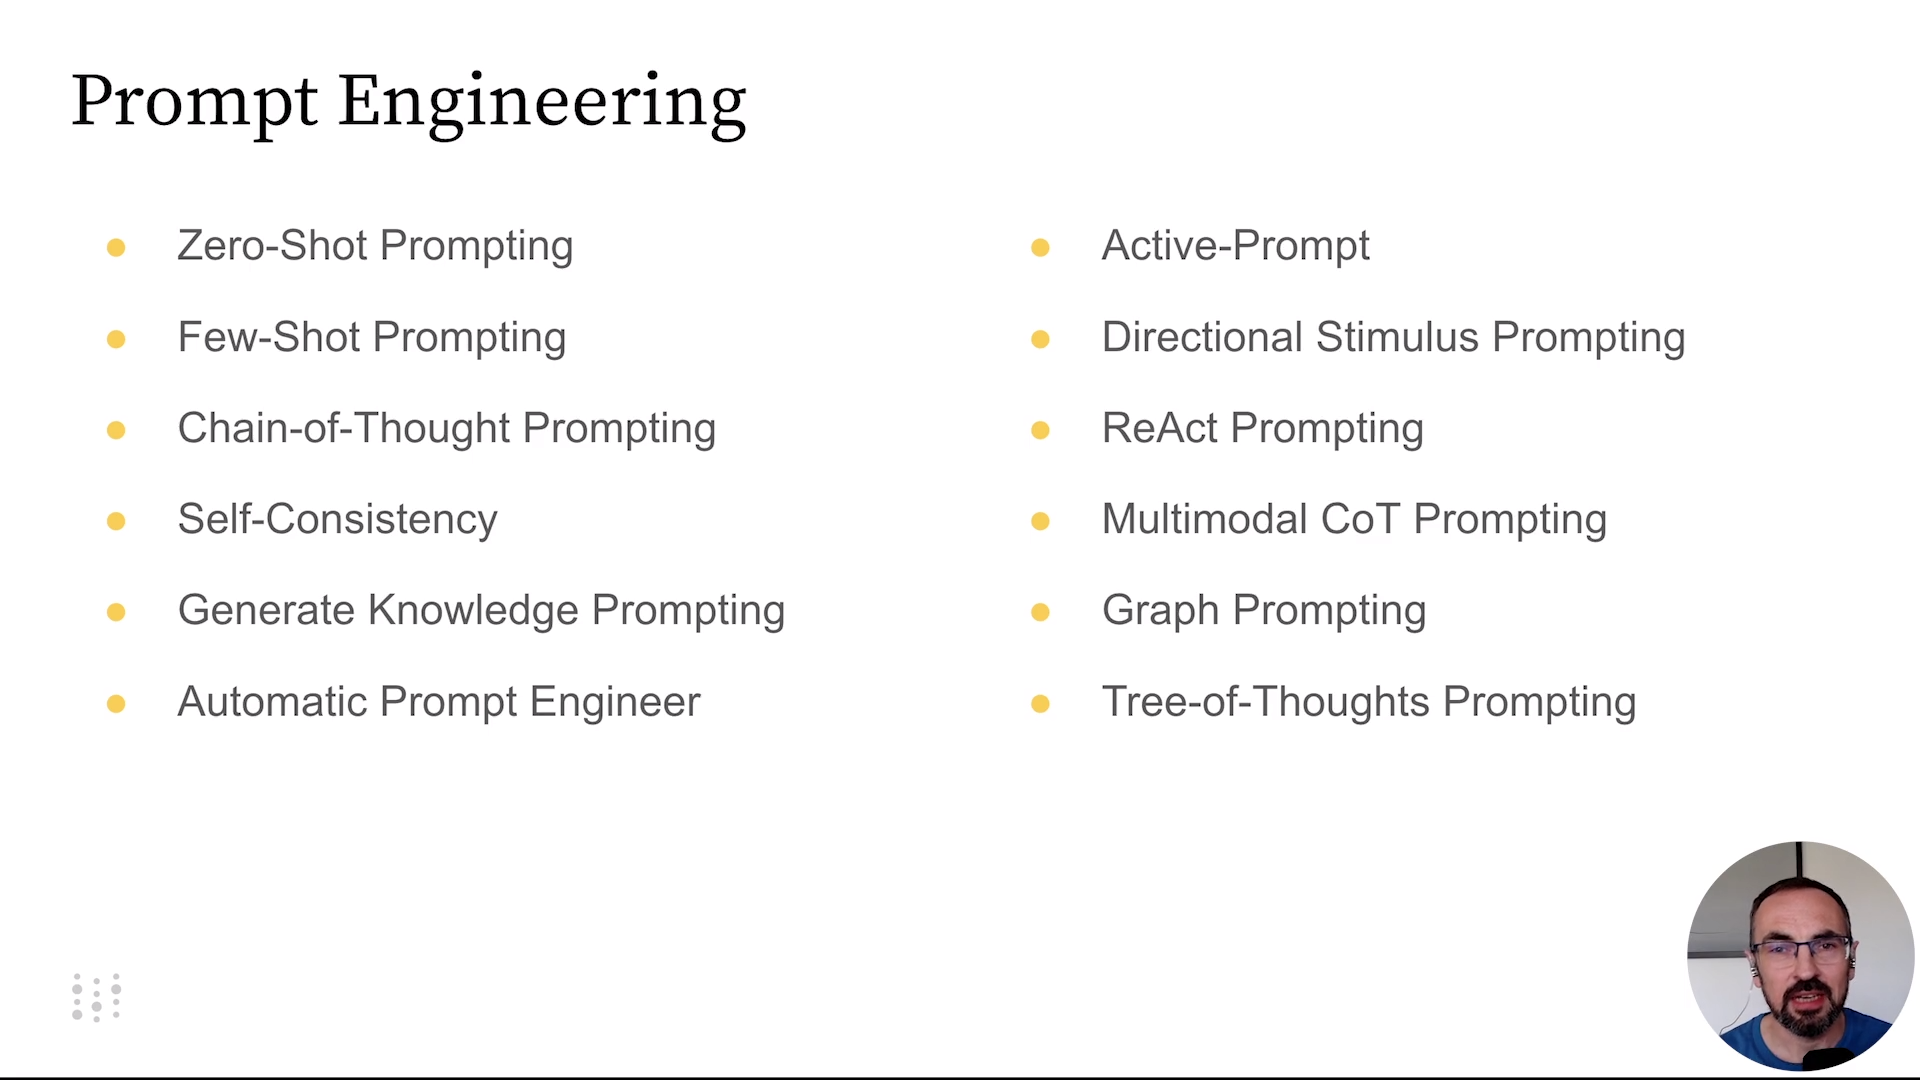 Prompt Engineering
Zero-Shot Prompting
Few-Shot Prompting
Chain-of-Thought Prompting
Self-Consistency
Generate Knowledge Prompting
Automatic Prompt Engineer
Active-Prompt
Directional Stimulus Prompting
ReAct Prompting
Multimodal CoT Prompting
Graph Prompting
Tree-of-Thoughts Prompting